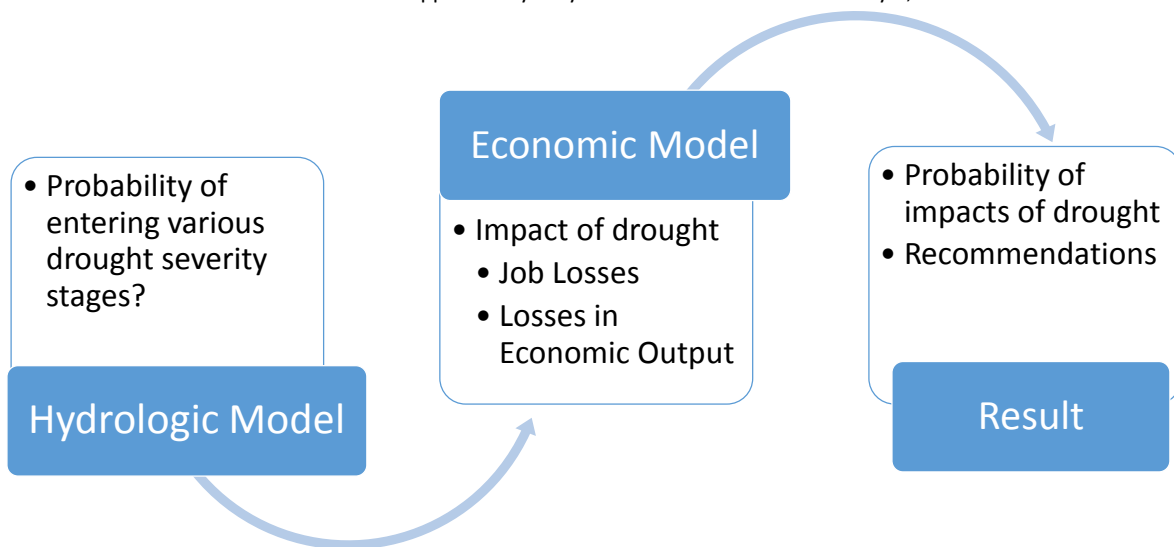 • Probability of
entering various
drought severity
stages?
Hydrologic Model
Economic Model
• Impact of drought
• Job Losses
• Losses in
Economic Output
• Probability of
impacts of drought
• Recommendations
Result